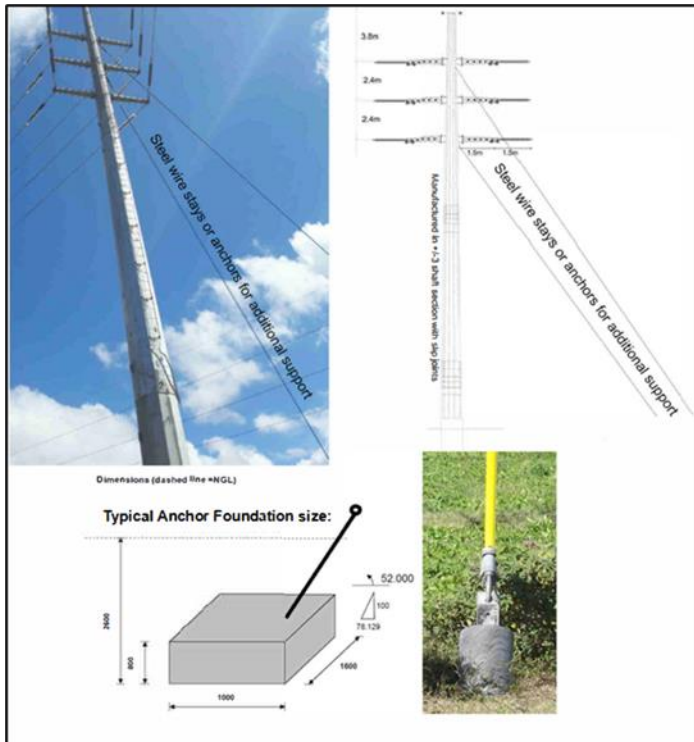 Steel wire stays or anchors for additional support
3.8m
2.4m
2.4m
1.5m 1.5m
Manufactured in +/-3 shaft section with slip joints.
Steel wire stays or anchors for additional support
Dimensions (dashed line =NGL)
Typical Anchor Foundation size:
52.000
100
78.129
2600
800
1600
1000